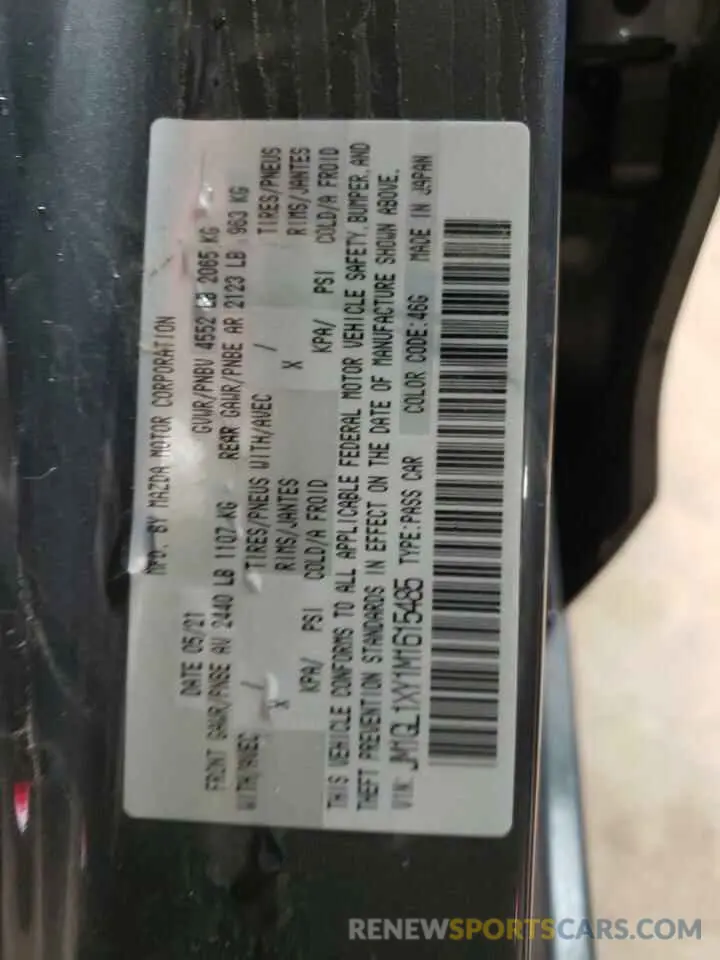 MFD. BY MAZDA MOTOR CORPORATION
DATE 05/21 GVWR/PNBV 4552 LB 2065 KG
FRONT GAWR/PNBE AV 2440 LB 1107 KG REAR GAWR/PNBE AR 2123 LB 963 KG
WITH/AVEC / TIRES/PNEUS WITH/AVEC / TIRES/PNEUS
X RIMS/JANTES X RIMS/JANTES
KPA/ PSI COLD/A FROID KPA/ PSI COLD/A FROID
THIS VEHICLE CONFORMS TO ALL APPLICABLE FEDERAL MOTOR VEHICLE SAFETY, BUMPER, AND
THEFT PREVENTION STANDARDS IN EFFECT ON THE DATE OF MANUFACTURE SHOWN ABOVE.
VIN: JM1GL1XY1M1615485 TYPE: PASS CAR COLOR CODE: 46G MADE IN JAPAN
RENEWSPORTSCARS.COM